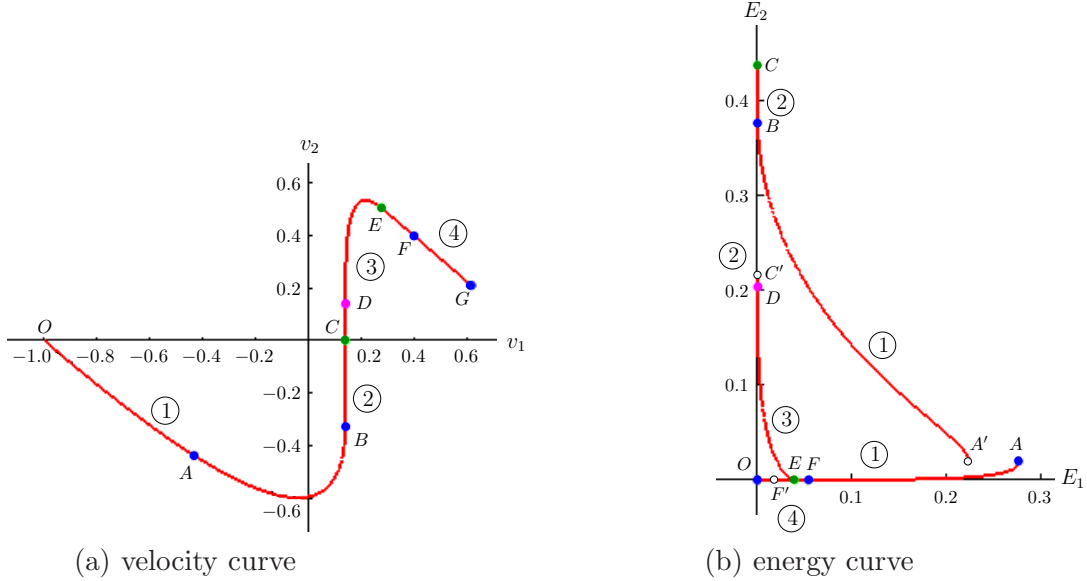 v₂
0.6
0.4
0.2
O
−1.0
−0.8
−0.6
−0.4
−0.2
0.2
0.4
0.6
v₁
−0.2
−0.4
−0.6
A
B
C
D
E
F
G
①
②
③
④
(a) velocity curve
E₂
C
0.4
②
B
0.3
②
C′
0.2
D
①
0.1
③
A′
A
O
E
F
①
F′
④
0.1
0.2
0.3
E₁
(b) energy curve